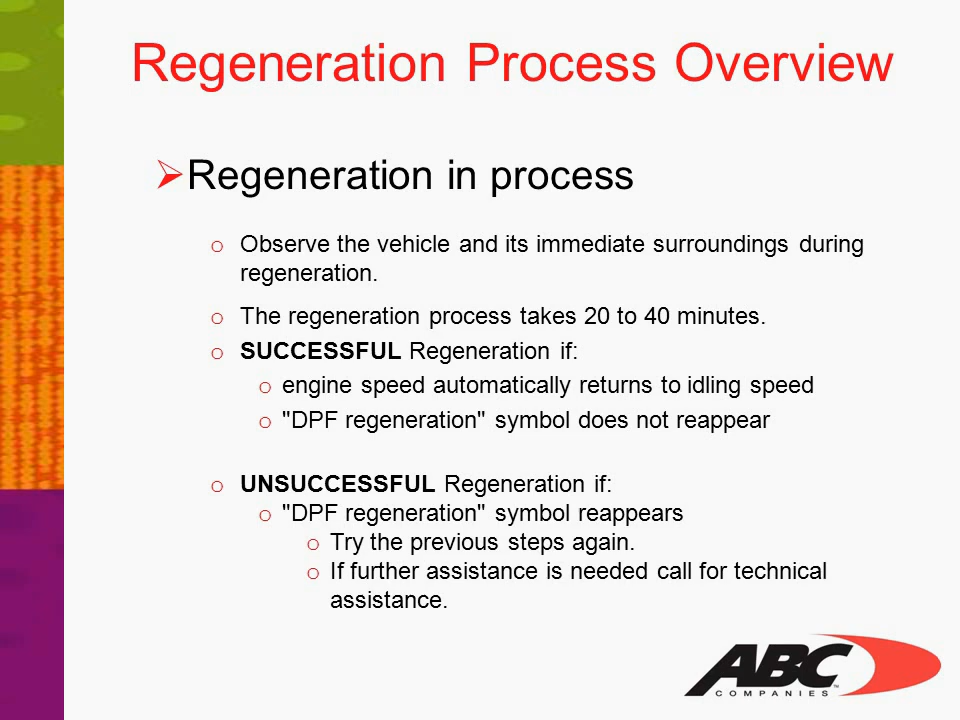 Regeneration Process Overview
Regeneration in process
Observe the vehicle and its immediate surroundings during
regeneration.
The regeneration process takes 20 to 40 minutes.
SUCCESSFUL Regeneration if:
engine speed automatically returns to idling speed
"DPF regeneration" symbol does not reappear
UNSUCCESSFUL Regeneration if:
"DPF regeneration" symbol reappears
Try the previous steps again.
If further assistance is needed call for technical
assistance.
ABC
COMPANIES